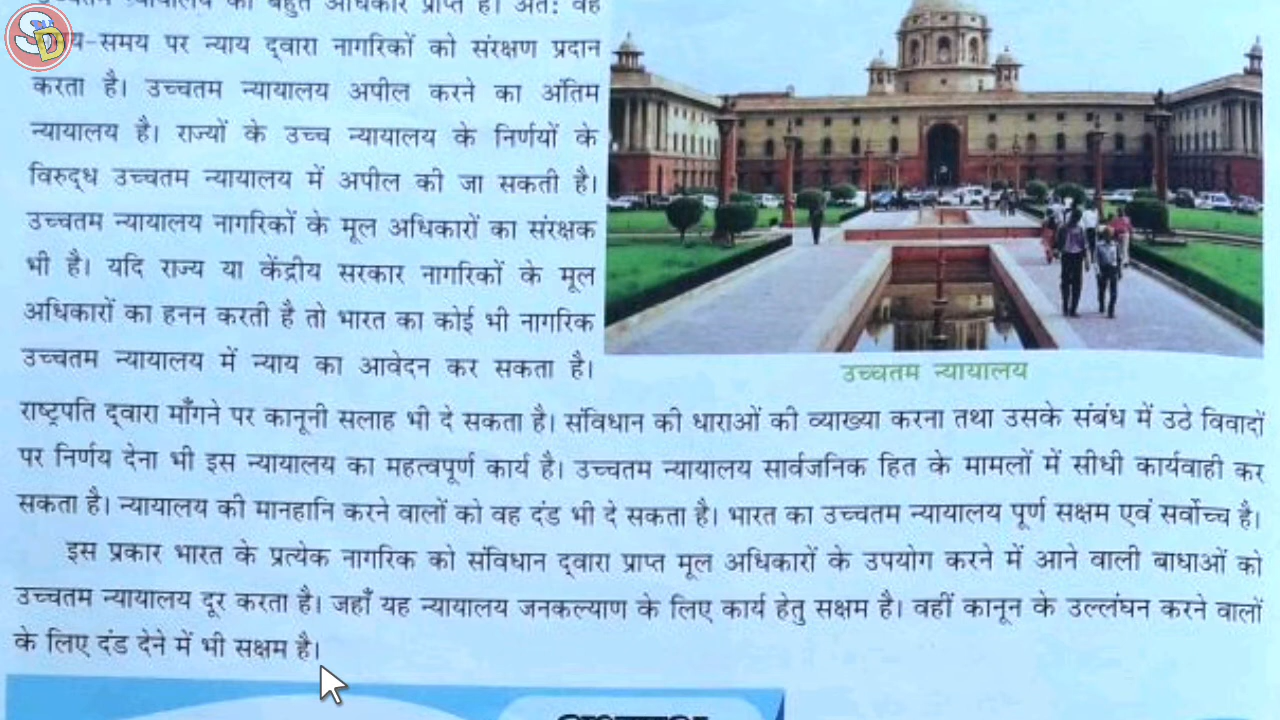 उच्चतम न्यायालय को बहुत अधिकार प्राप्त हैं। अतः वह
समय-समय पर न्याय द्वारा नागरिकों को संरक्षण प्रदान
करता है। उच्चतम न्यायालय अपील करने का अंतिम
न्यायालय है। राज्यों के उच्च न्यायालय के निर्णयों के
विरुद्ध उच्चतम न्यायालय में अपील की जा सकती है।
उच्चतम न्यायालय नागरिकों के मूल अधिकारों का संरक्षक
भी है। यदि राज्य या केंद्रीय सरकार नागरिकों के मूल
अधिकारों का हनन करती है तो भारत का कोई भी नागरिक
उच्चतम न्यायालय में न्याय का आवेदन कर सकता है।
उच्चतम न्यायालय
राष्ट्रपति द्वारा माँगने पर कानूनी सलाह भी दे सकता है। संविधान की धाराओं की व्याख्या करना तथा उसके संबंध में उठे विवादों
पर निर्णय देना भी इस न्यायालय का महत्वपूर्ण कार्य है। उच्चतम न्यायालय सार्वजनिक हित के मामलों में सीधी कार्यवाही कर
सकता है। न्यायालय की मानहानि करने वालों को वह दंड भी दे सकता है। भारत का उच्चतम न्यायालय पूर्ण सक्षम एवं सर्वोच्च है।
इस प्रकार भारत के प्रत्येक नागरिक को संविधान द्वारा प्राप्त मूल अधिकारों के उपयोग करने में आने वाली बाधाओं को
उच्चतम न्यायालय दूर करता है। जहाँ यह न्यायालय जनकल्याण के लिए कार्य हेतु सक्षम है। वहीं कानून के उल्लंघन करने वालों
के लिए दंड देने में भी सक्षम है।